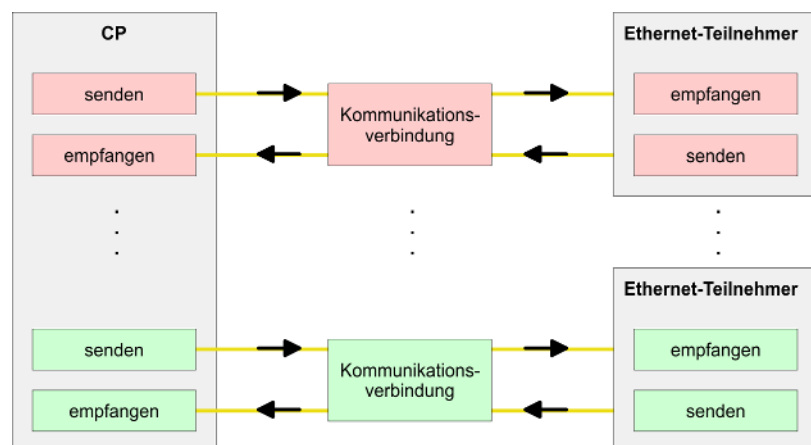 CP
Ethernet-Teilnehmer
senden
Kommunikations-
verbindung
empfangen
empfangen
senden
Ethernet-Teilnehmer
senden
Kommunikations-
verbindung
empfangen
empfangen
senden